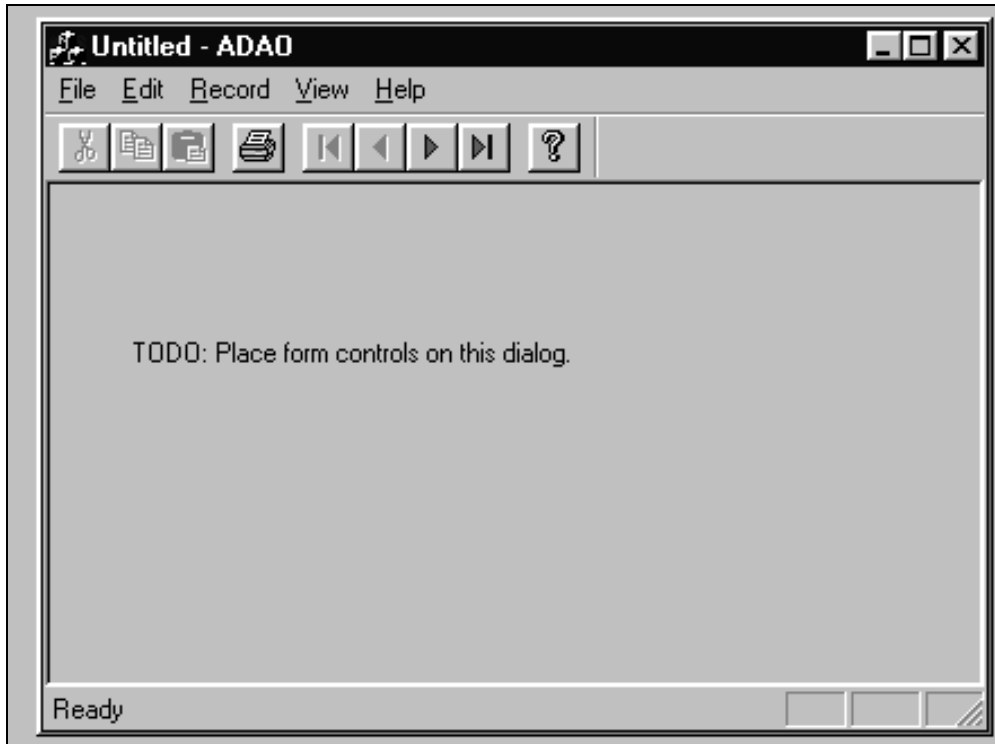 Untitled - ADAO
File Edit Record View Help
TODO: Place form controls on this dialog.
Ready